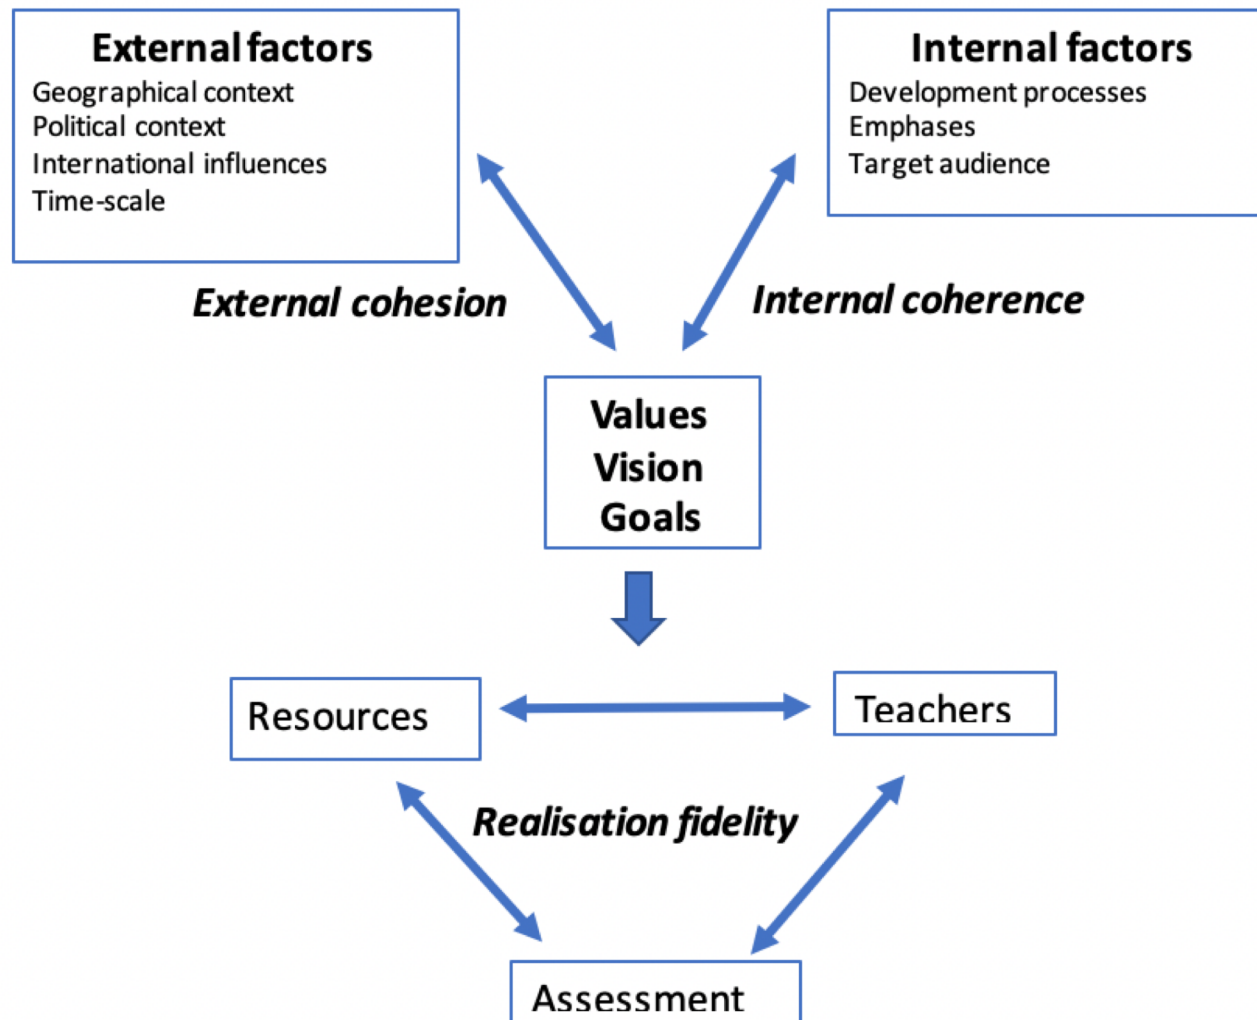 External factors
Geographical context
Political context
International influences
Time-scale
Internal factors
Development processes
Emphases
Target audience
External cohesion
Internal coherence
Values
Vision
Goals
Resources
Teachers
Realisation fidelity
Assessment